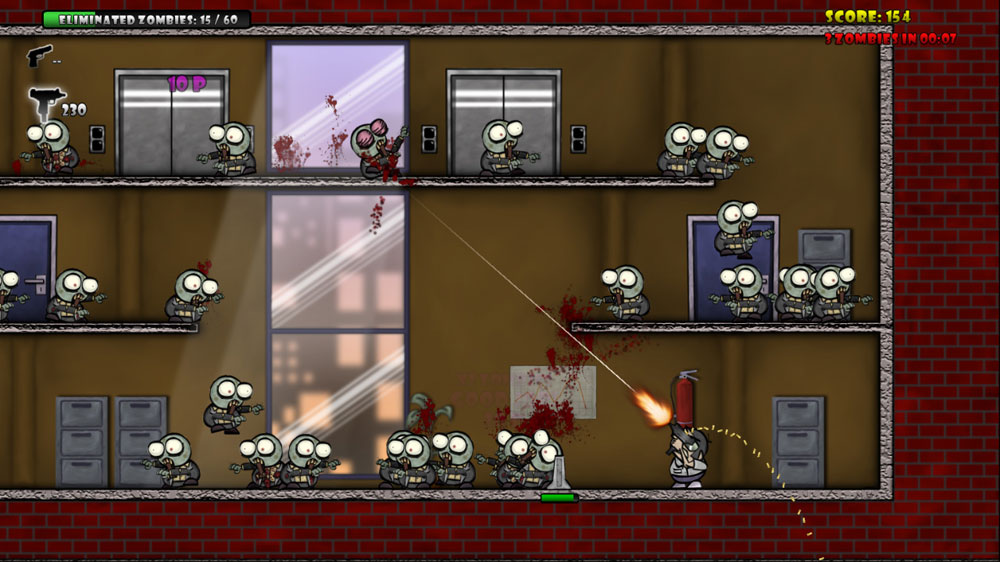 ELIMINATED ZOMBIES: 15 / 60
SCORE: 154
3 ZOMBIES IN 00:07
--
10 P
230